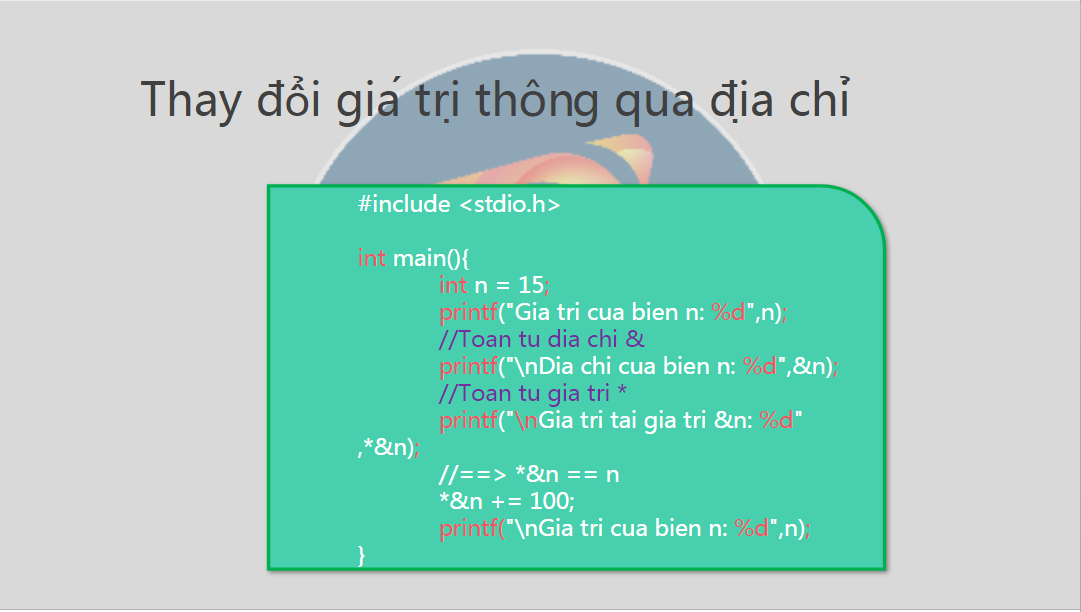 Thay đổi giá trị thông qua địa chỉ
#include <stdio.h>
int main(){
int n = 15;
printf("Gia tri cua bien n: %d",n);
//Toan tu dia chi &
printf("\nDia chi cua bien n: %d",&n);
//Toan tu gia tri *
printf("\nGia tri tai gia tri &n: %d"
,*&n);
//==> *&n == n
*&n += 100;
printf("\nGia tri cua bien n: %d",n);
}